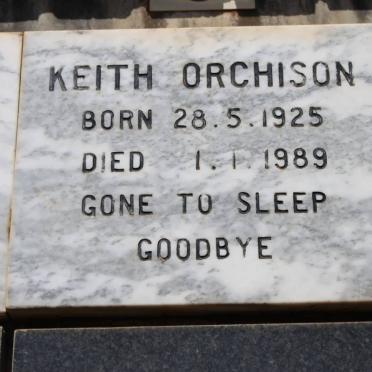 KEITH ORCHISON
BORN 28.5.1925
DIED 1.1.1989
GONE TO SLEEP
GOODBYE